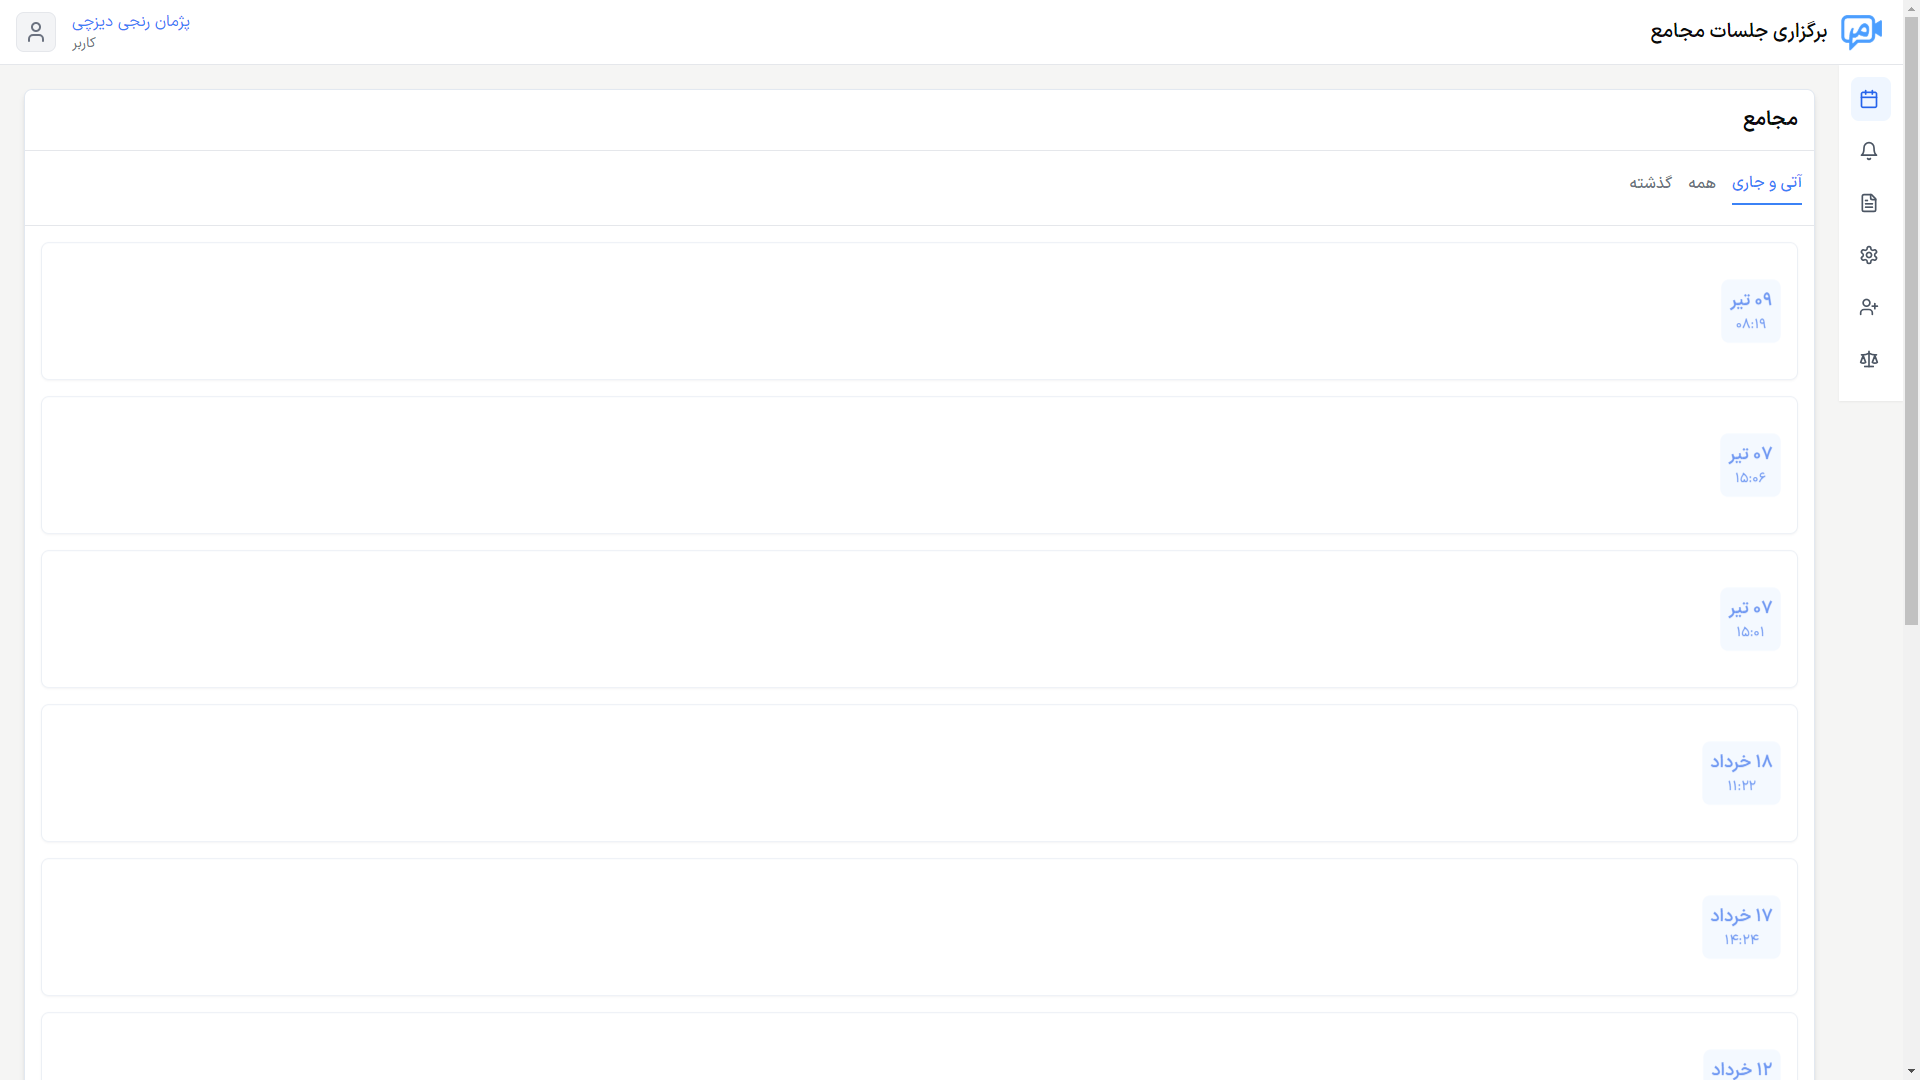 برگزاری جلسات مجامع
پژمان رنجی دیزچی
کاربر
مجامع
آتی و جاری
همه
گذشته
۰۹ تیر
۰۸:۱۹
۰۷ تیر
۱۵:۰۶
۰۷ تیر
۱۵:۰۱
۱۸ خرداد
۱۱:۲۲
۱۷ خرداد
۱۴:۲۴
۱۲ خرداد